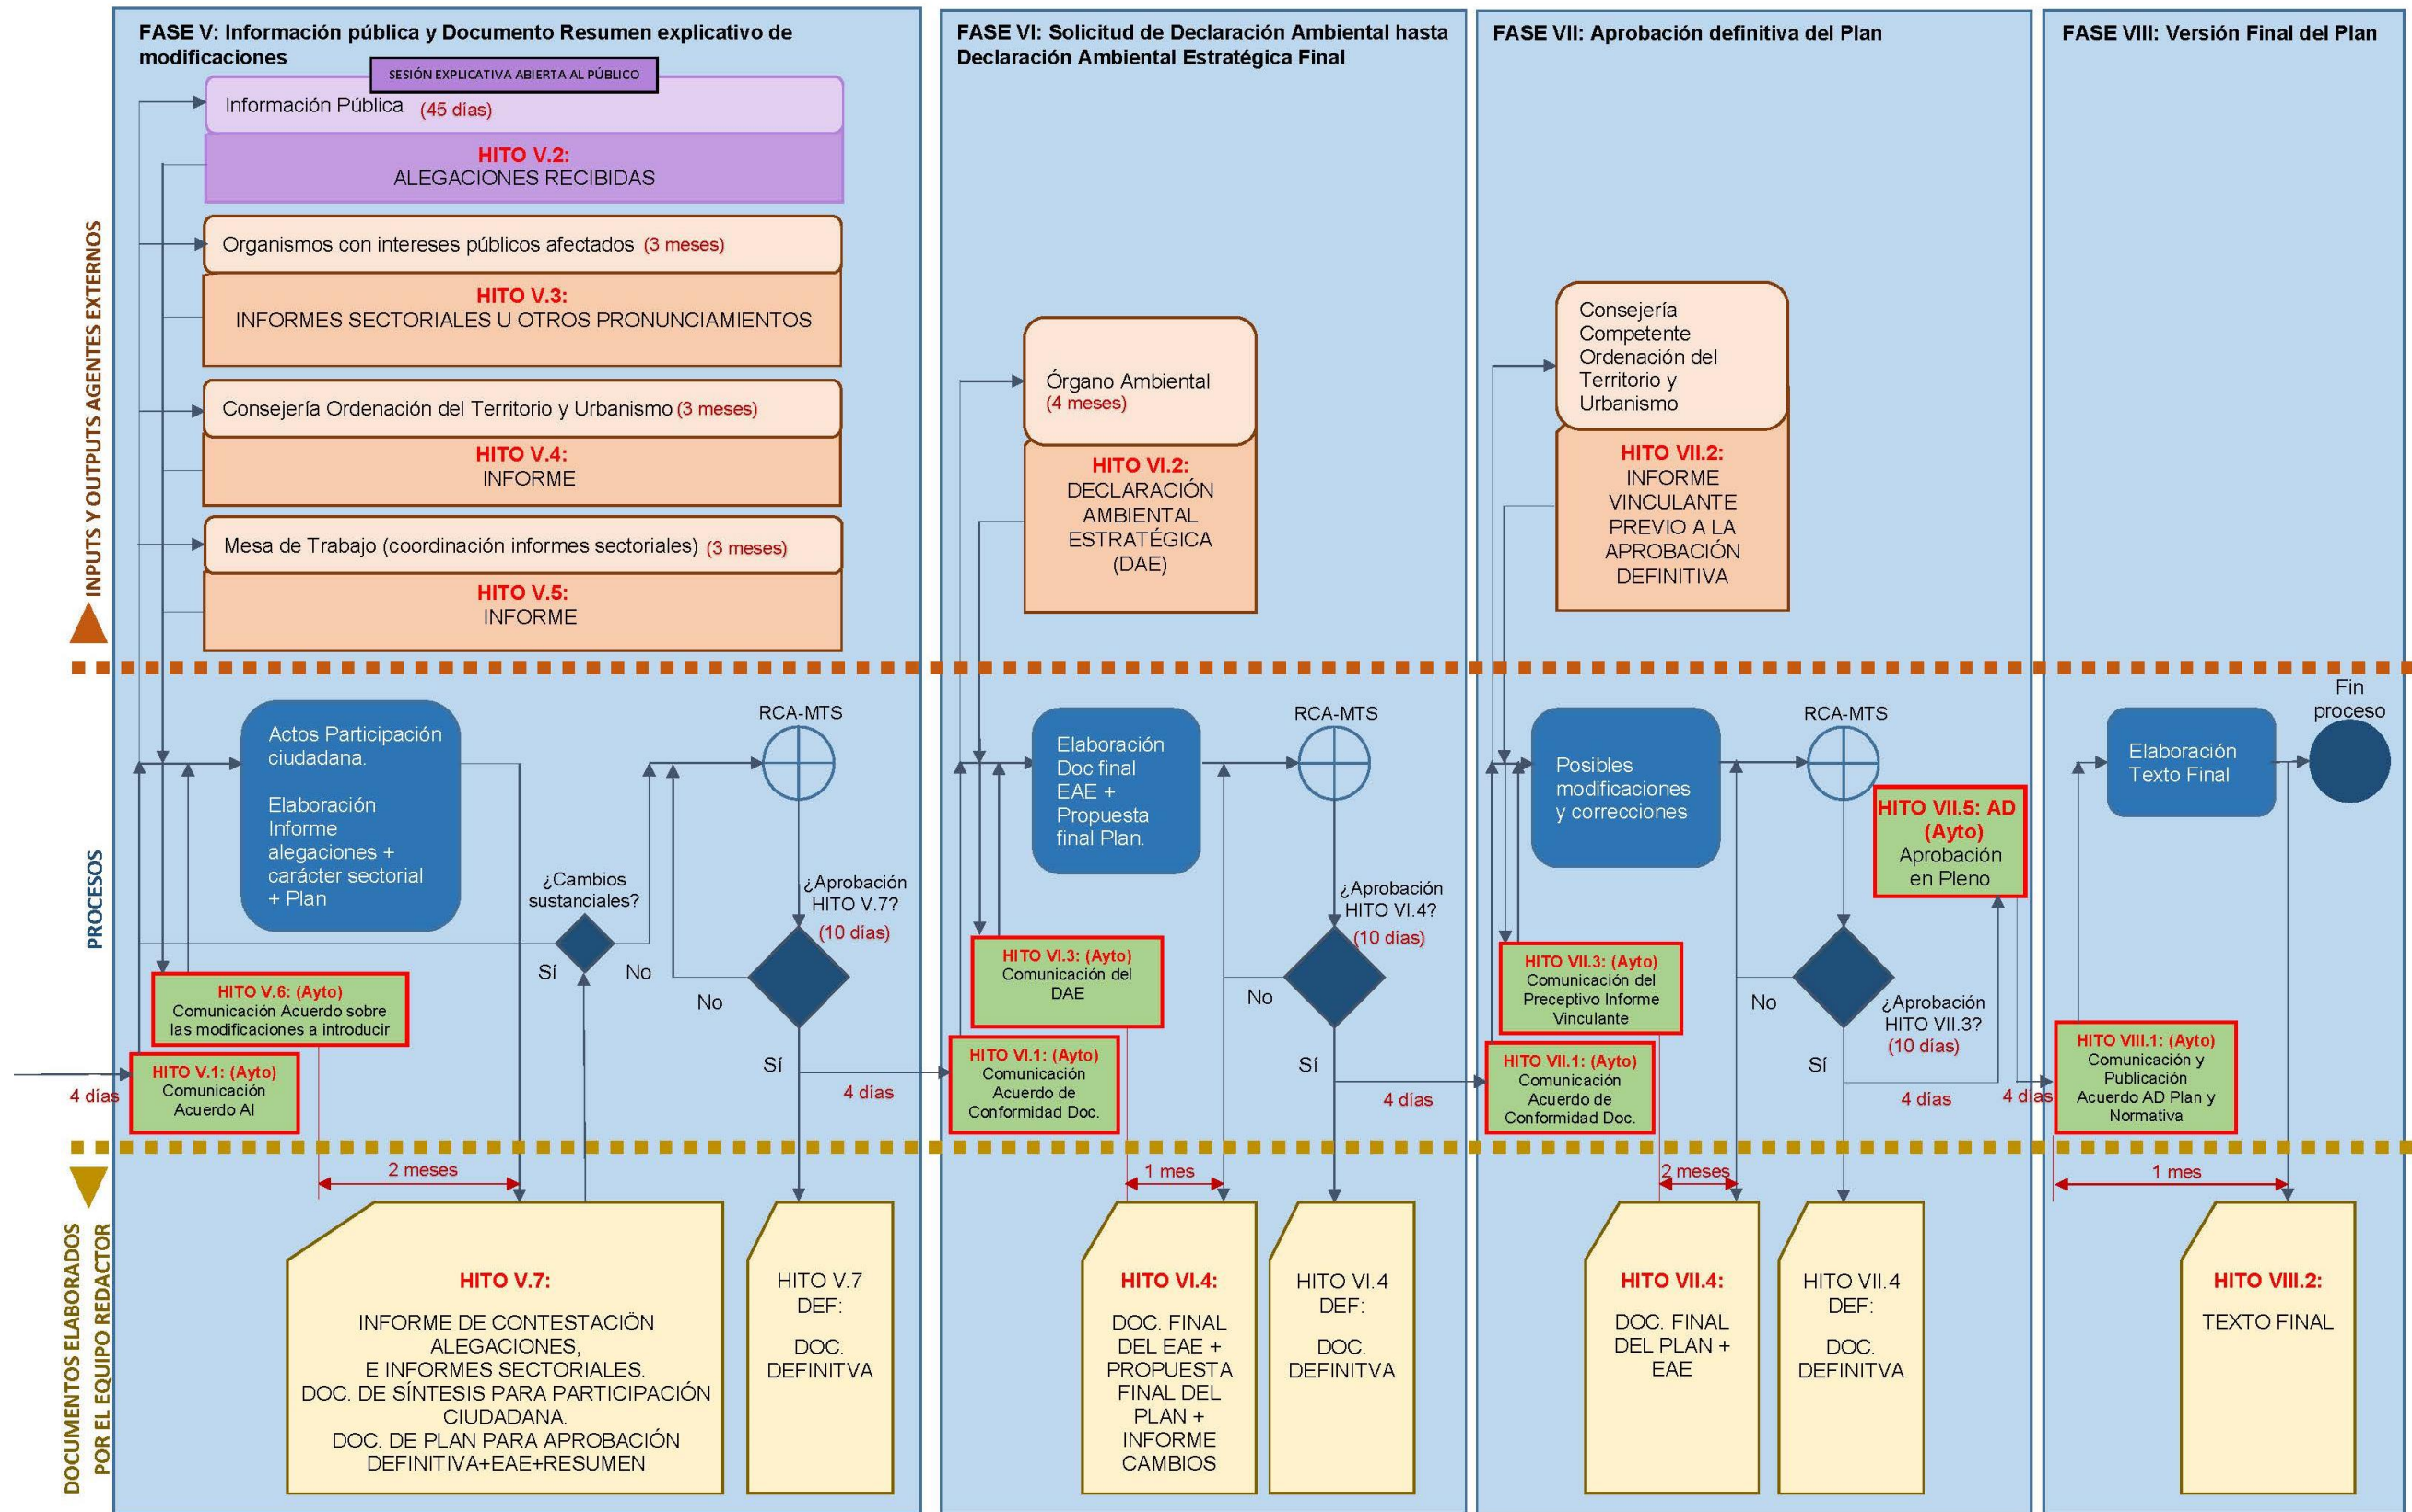 FASE V: Información pública y Documento Resumen explicativo de
modificaciones
SESIÓN EXPLICATIVA ABIERTA AL PÚBLICO
Información Pública (45 días)
HITO V.2:
ALEGACIONES RECIBIDAS
Organismos con intereses públicos afectados (3 meses)
HITO V.3:
INFORMES SECTORIALES U OTROS PRONUNCIAMIENTOS
Consejería Ordenación del Territorio y Urbanismo (3 meses)
HITO V.4:
INFORME
Mesa de Trabajo (coordinación informes sectoriales) (3 meses)
HITO V.5:
INFORME
INPUTS Y OUTPUTS AGENTES EXTERNOS
PROCESOS
DOCUMENTOS ELABORADOS
POR EL EQUIPO REDACTOR
Actos Participación
ciudadana.
Elaboración
Informe
alegaciones +
carácter sectorial
+ Plan
¿Cambios
sustanciales?
Sí
No
RCA-MTS
¿Aprobación
HITO V.7?
(10 días)
No
Sí
HITO V.6: (Ayto)
Comunicación Acuerdo sobre
las modificaciones a introducir
HITO V.1: (Ayto)
Comunicación
Acuerdo AI
4 días
4 días
2 meses
HITO V.7:
INFORME DE CONTESTACIÖN
ALEGACIONES,
E INFORMES SECTORIALES.
DOC. DE SÍNTESIS PARA PARTICIPACIÓN
CIUDADANA.
DOC. DE PLAN PARA APROBACIÓN
DEFINITIVA+EAE+RESUMEN
HITO V.7
DEF:
DOC.
DEFINITVA
FASE VI: Solicitud de Declaración Ambiental hasta
Declaración Ambiental Estratégica Final
Órgano Ambiental
(4 meses)
HITO VI.2:
DECLARACIÓN
AMBIENTAL
ESTRATÉGICA
(DAE)
Elaboración
Doc final
EAE +
Propuesta
final Plan.
RCA-MTS
¿Aprobación
HITO VI.4?
(10 días)
No
Sí
HITO VI.3: (Ayto)
Comunicación del
DAE
HITO VI.1: (Ayto)
Comunicación
Acuerdo de
Conformidad Doc.
4 días
1 mes
HITO VI.4:
DOC. FINAL
DEL EAE +
PROPUESTA
FINAL DEL
PLAN +
INFORME
CAMBIOS
HITO VI.4
DEF:
DOC.
DEFINITVA
FASE VII: Aprobación definitiva del Plan
Consejería
Competente
Ordenación del
Territorio y
Urbanismo
HITO VII.2:
INFORME
VINCULANTE
PREVIO A LA
APROBACIÓN
DEFINITIVA
Posibles
modificaciones
y correcciones
RCA-MTS
HITO VII.5: AD
(Ayto)
Aprobación
en Pleno
HITO VII.3: (Ayto)
Comunicación del
Preceptivo Informe
Vinculante
HITO VII.1: (Ayto)
Comunicación
Acuerdo de
Conformidad Doc.
No
¿Aprobación
HITO VII.3?
(10 días)
Sí
4 días
4 días
2 meses
HITO VII.4:
DOC. FINAL
DEL PLAN +
EAE
HITO VII.4
DEF:
DOC.
DEFINITVA
FASE VIII: Versión Final del Plan
Fin
proceso
Elaboración
Texto Final
HITO VIII.1: (Ayto)
Comunicación y
Publicación
Acuerdo AD Plan y
Normativa
1 mes
HITO VIII.2:
TEXTO FINAL